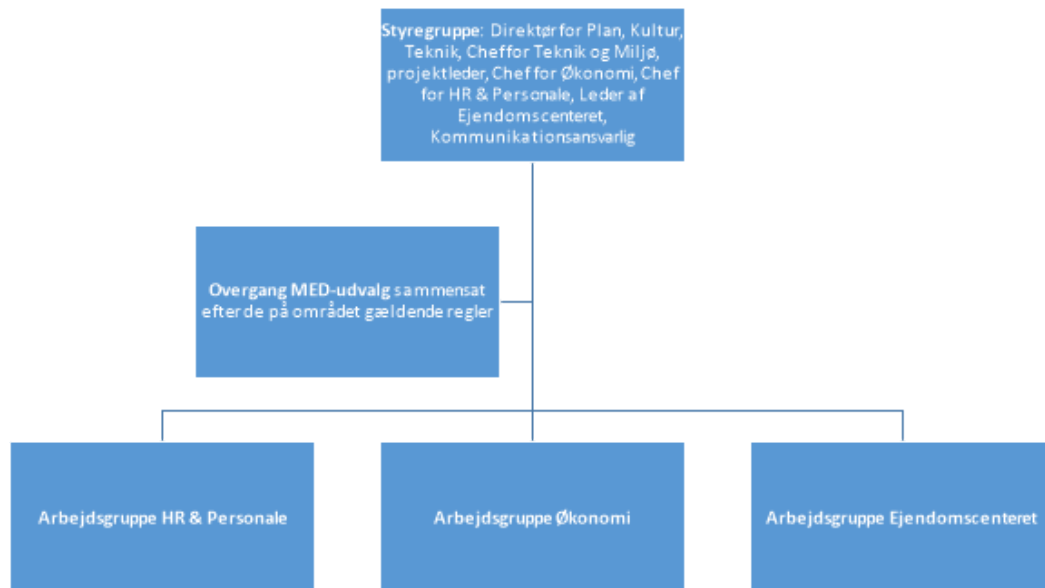 Styregruppe: Direktør for Plan, Kultur,
Teknik, Chef for Teknik og Miljø,
projektleder, Chef for Økonomi, Chef
for HR & Personale, Leder af
Ejendomscenteret,
Kommunikationsansvarlig
Overgang MED-udvalg sammensat
efter de på området gældende regler
Arbejdsgruppe HR & Personale
Arbejdsgruppe Økonomi
Arbejdsgruppe Ejendomscenteret